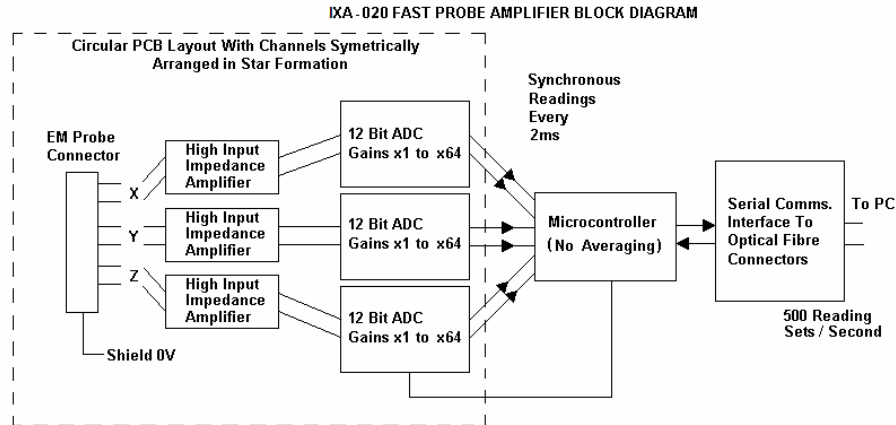 IXA-020 FAST PROBE AMPLIFIER BLOCK DIAGRAM
Circular PCB Layout With Channels Symetrically
Arranged in Star Formation
EM Probe
Connector
X
Y
Z
Shield 0V
High Input
Impedance
Amplifier
High Input
Impedance
Amplifier
High Input
Impedance
Amplifier
12 Bit ADC
Gains x1 to x64
12 Bit ADC
Gains x1 to x64
12 Bit ADC
Gains x1 to x64
Synchronous
Readings
Every
2ms
Microcontroller
(No Averaging)
Serial Comms.
Interface To
Optical Fibre
Connectors
To PC
500 Reading
Sets / Second